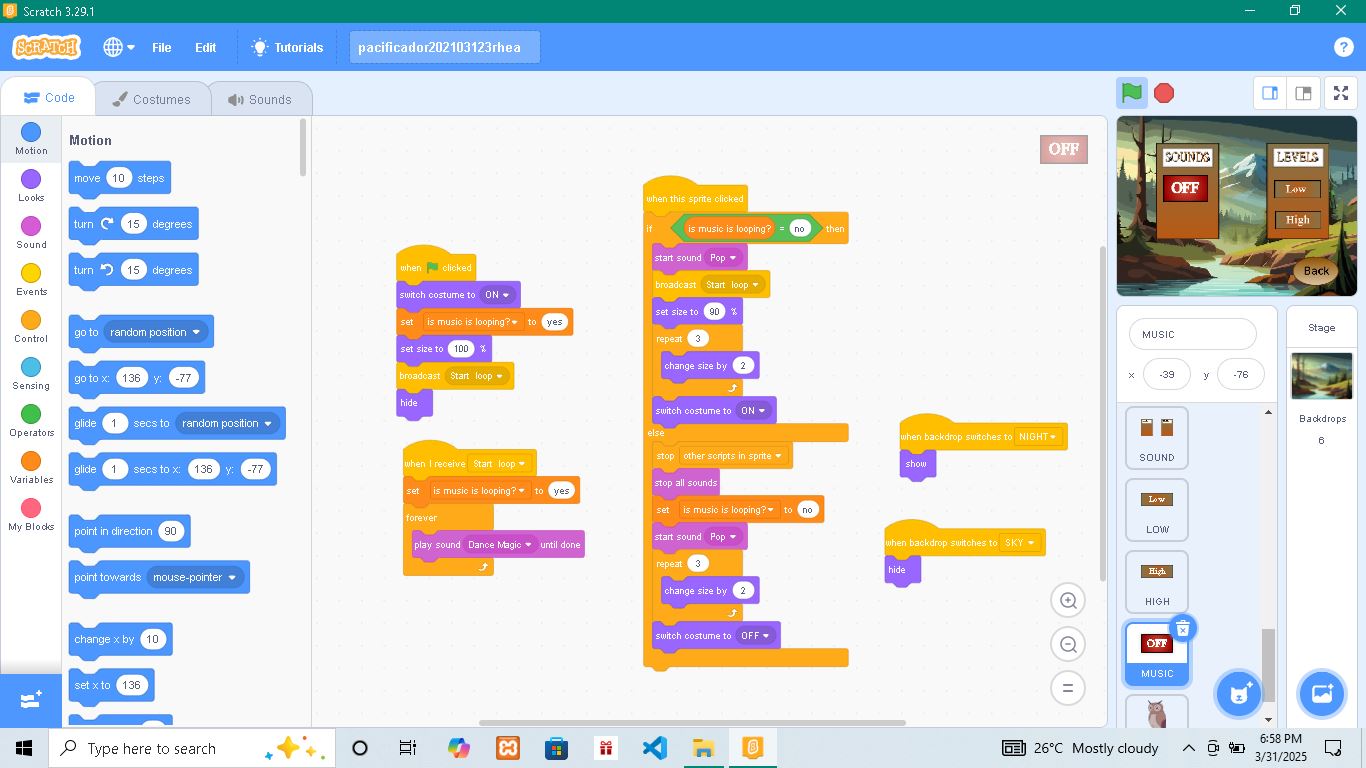 Scratch 3.29.1
SCRATCH File Edit Tutorials pacificador202103123rhea ?
Code Costumes Sounds
Motion
Looks
Sound
Events
Control
Sensing
Operators
Variables
My Blocks
Motion
move 10 steps
turn 15 degrees
turn 15 degrees
go to random position
go to x: 136 y: -77
glide 1 secs to random position
glide 1 secs to x: 136 y: -77
point in direction 90
point towards mouse-pointer
change x by 10
set x to 136
when clicked
switch costume to ON
set is music is looping? to yes
set size to 100 %
broadcast Start loop
hide
when I receive Start loop
set is music is looping? to yes
forever
play sound Dance Magic until done
when this sprite clicked
if is music is looping? = no then
start sound Pop
broadcast Start loop
set size to 90 %
repeat 3
change size by 2
switch costume to ON
else
stop other scripts in sprite
stop all sounds
set is music is looping? to no
start sound Pop
repeat 3
change size by 2
switch costume to OFF
when backdrop switches to NIGHT
show
when backdrop switches to SKY
hide
OFF
SOUNDS LEVELS
OFF Low
High
Back
MUSIC
x -39 y -76
SOUND
Low
LOW
High
HIGH
OFF
MUSIC
Stage
Backdrops
6
Type here to search
26°C Mostly cloudy
6:58 PM
3/31/2025